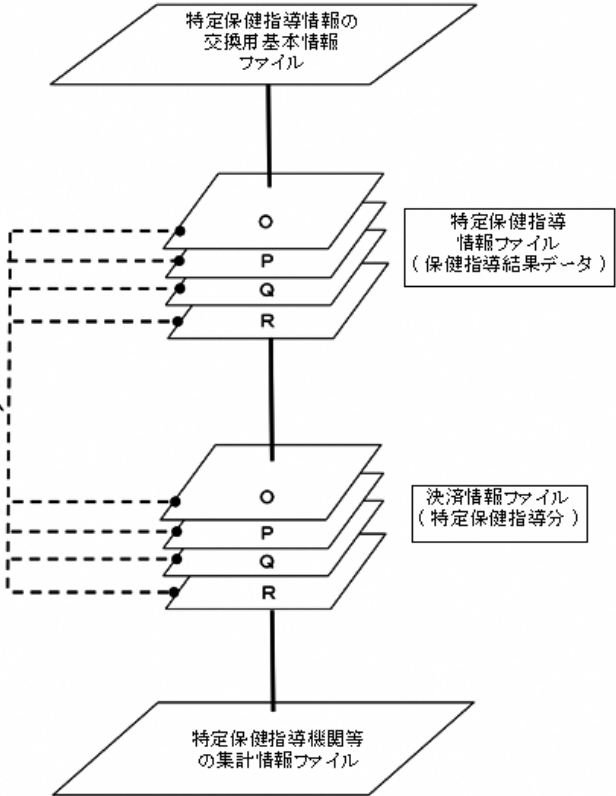 特定保健指導情報の
交換用基本情報
ファイル
O
P
Q
R
特定保健指導
情報ファイル
(保健指導結果データ)
O
P
Q
R
決済情報ファイル
(特定保健指導分)
特定保健指導機関等
の集計情報ファイル